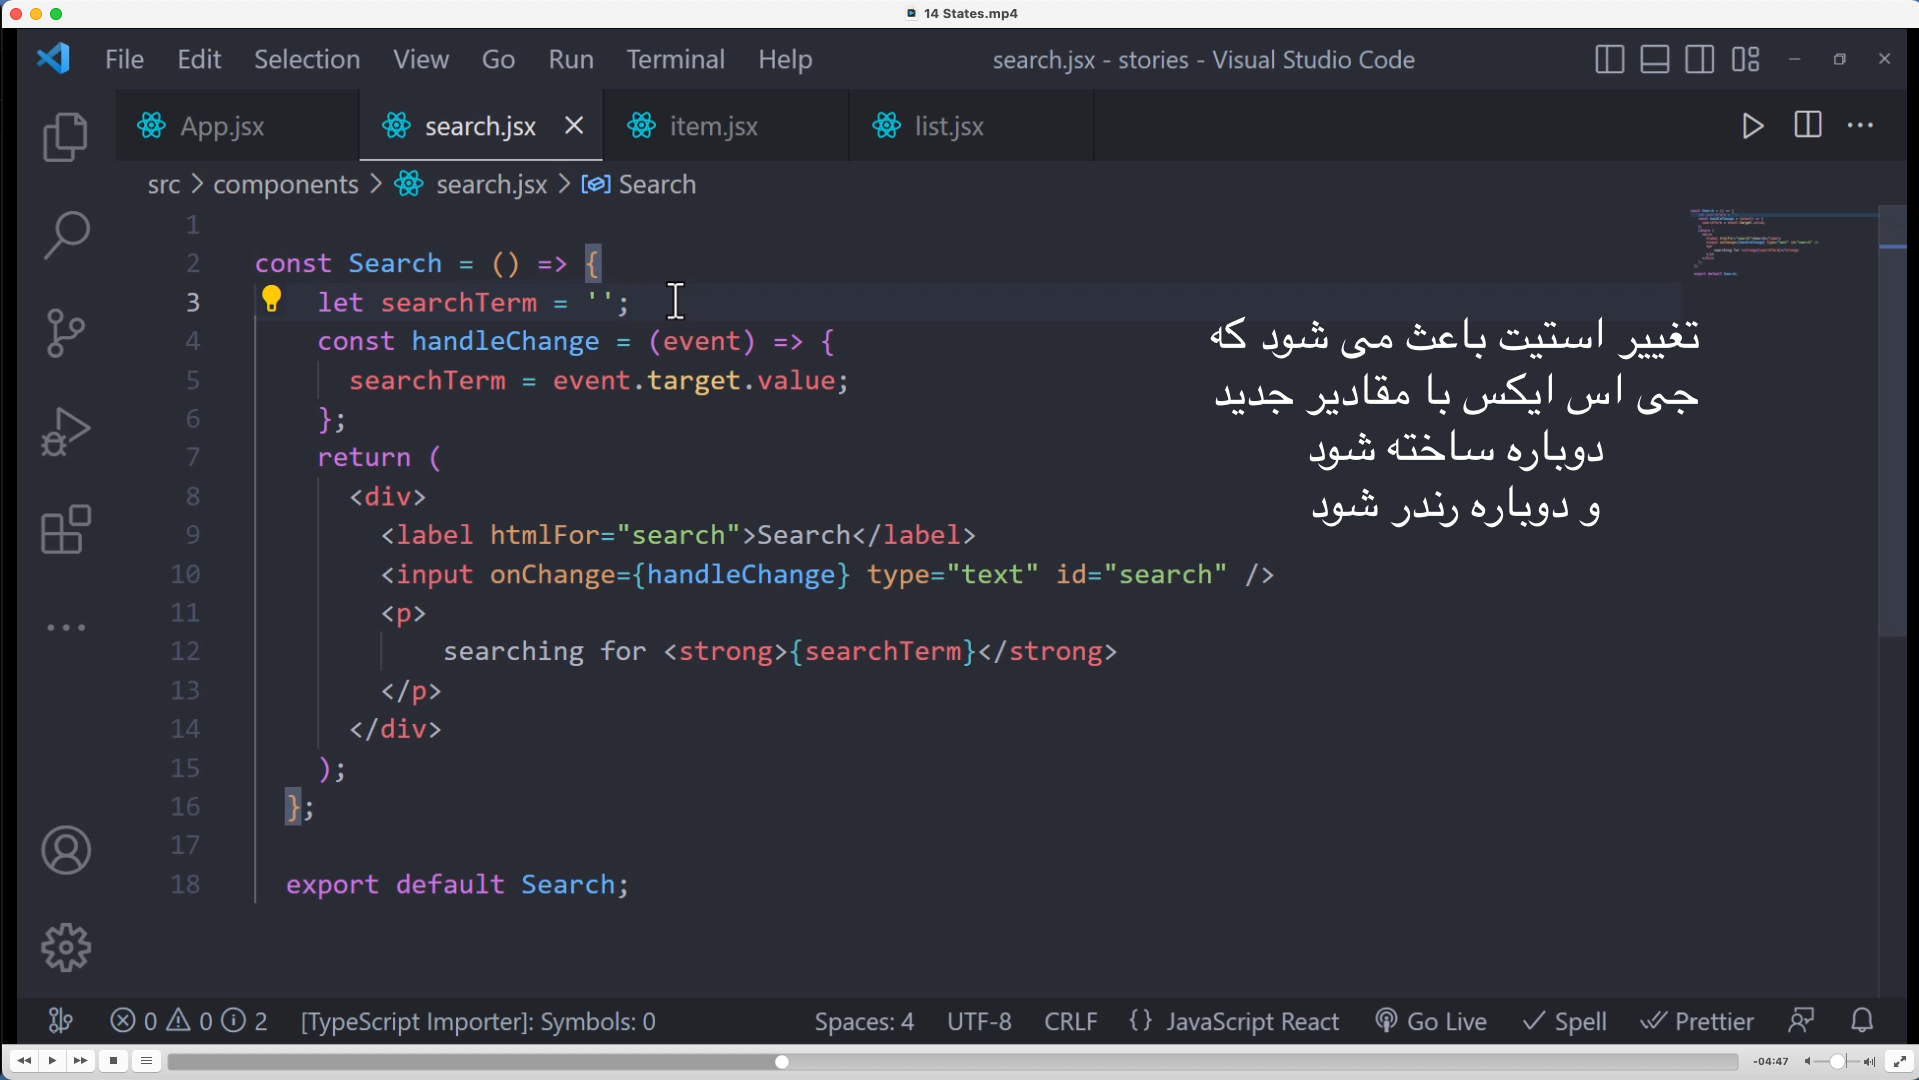 14 States.mp4
File Edit Selection View Go Run Terminal Help
search.jsx - stories - Visual Studio Code
App.jsx
search.jsx
item.jsx
list.jsx
src > components > search.jsx > Search
1
2 const Search = () => {
3 let searchTerm = '';
4 const handleChange = (event) => {
5 searchTerm = event.target.value;
6 };
7 return (
8 <div>
9 <label htmlFor="search">Search</label>
10 <input onChange={handleChange} type="text" id="search" />
11 <p>
12 searching for <strong>{searchTerm}</strong>
13 </p>
14 </div>
15 );
16 };
17
18 export default Search;
تغییر استیت باعث می شود که
جی اس ایکس با مقادیر جدید
دوباره ساخته شود
و دوباره رندر شود
0 0 2 [TypeScript Importer]: Symbols: 0 Spaces: 4 UTF-8 CRLF {} JavaScript React Go Live Spell Prettier
-04:47